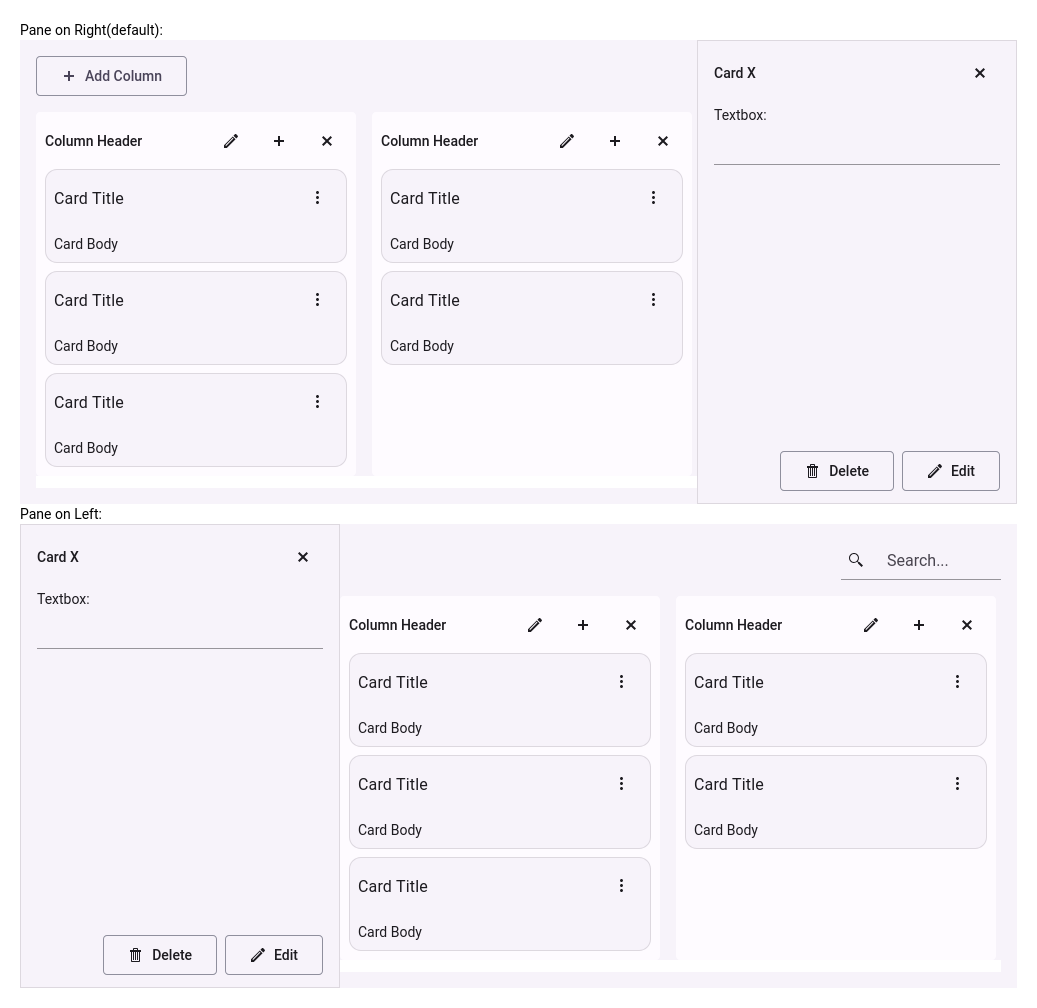 Pane on Right(default):
Add Column
Card X
Textbox:
Column Header
Column Header
Card Title
Card Title
Card Body
Card Body
Card Title
Card Title
Card Body
Card Body
Card Title
Card Body
Delete
Edit
Pane on Left:
Card X
Search...
Textbox:
Column Header
Column Header
Card Title
Card Title
Card Body
Card Body
Card Title
Card Title
Card Body
Card Body
Card Title
Card Body
Delete
Edit